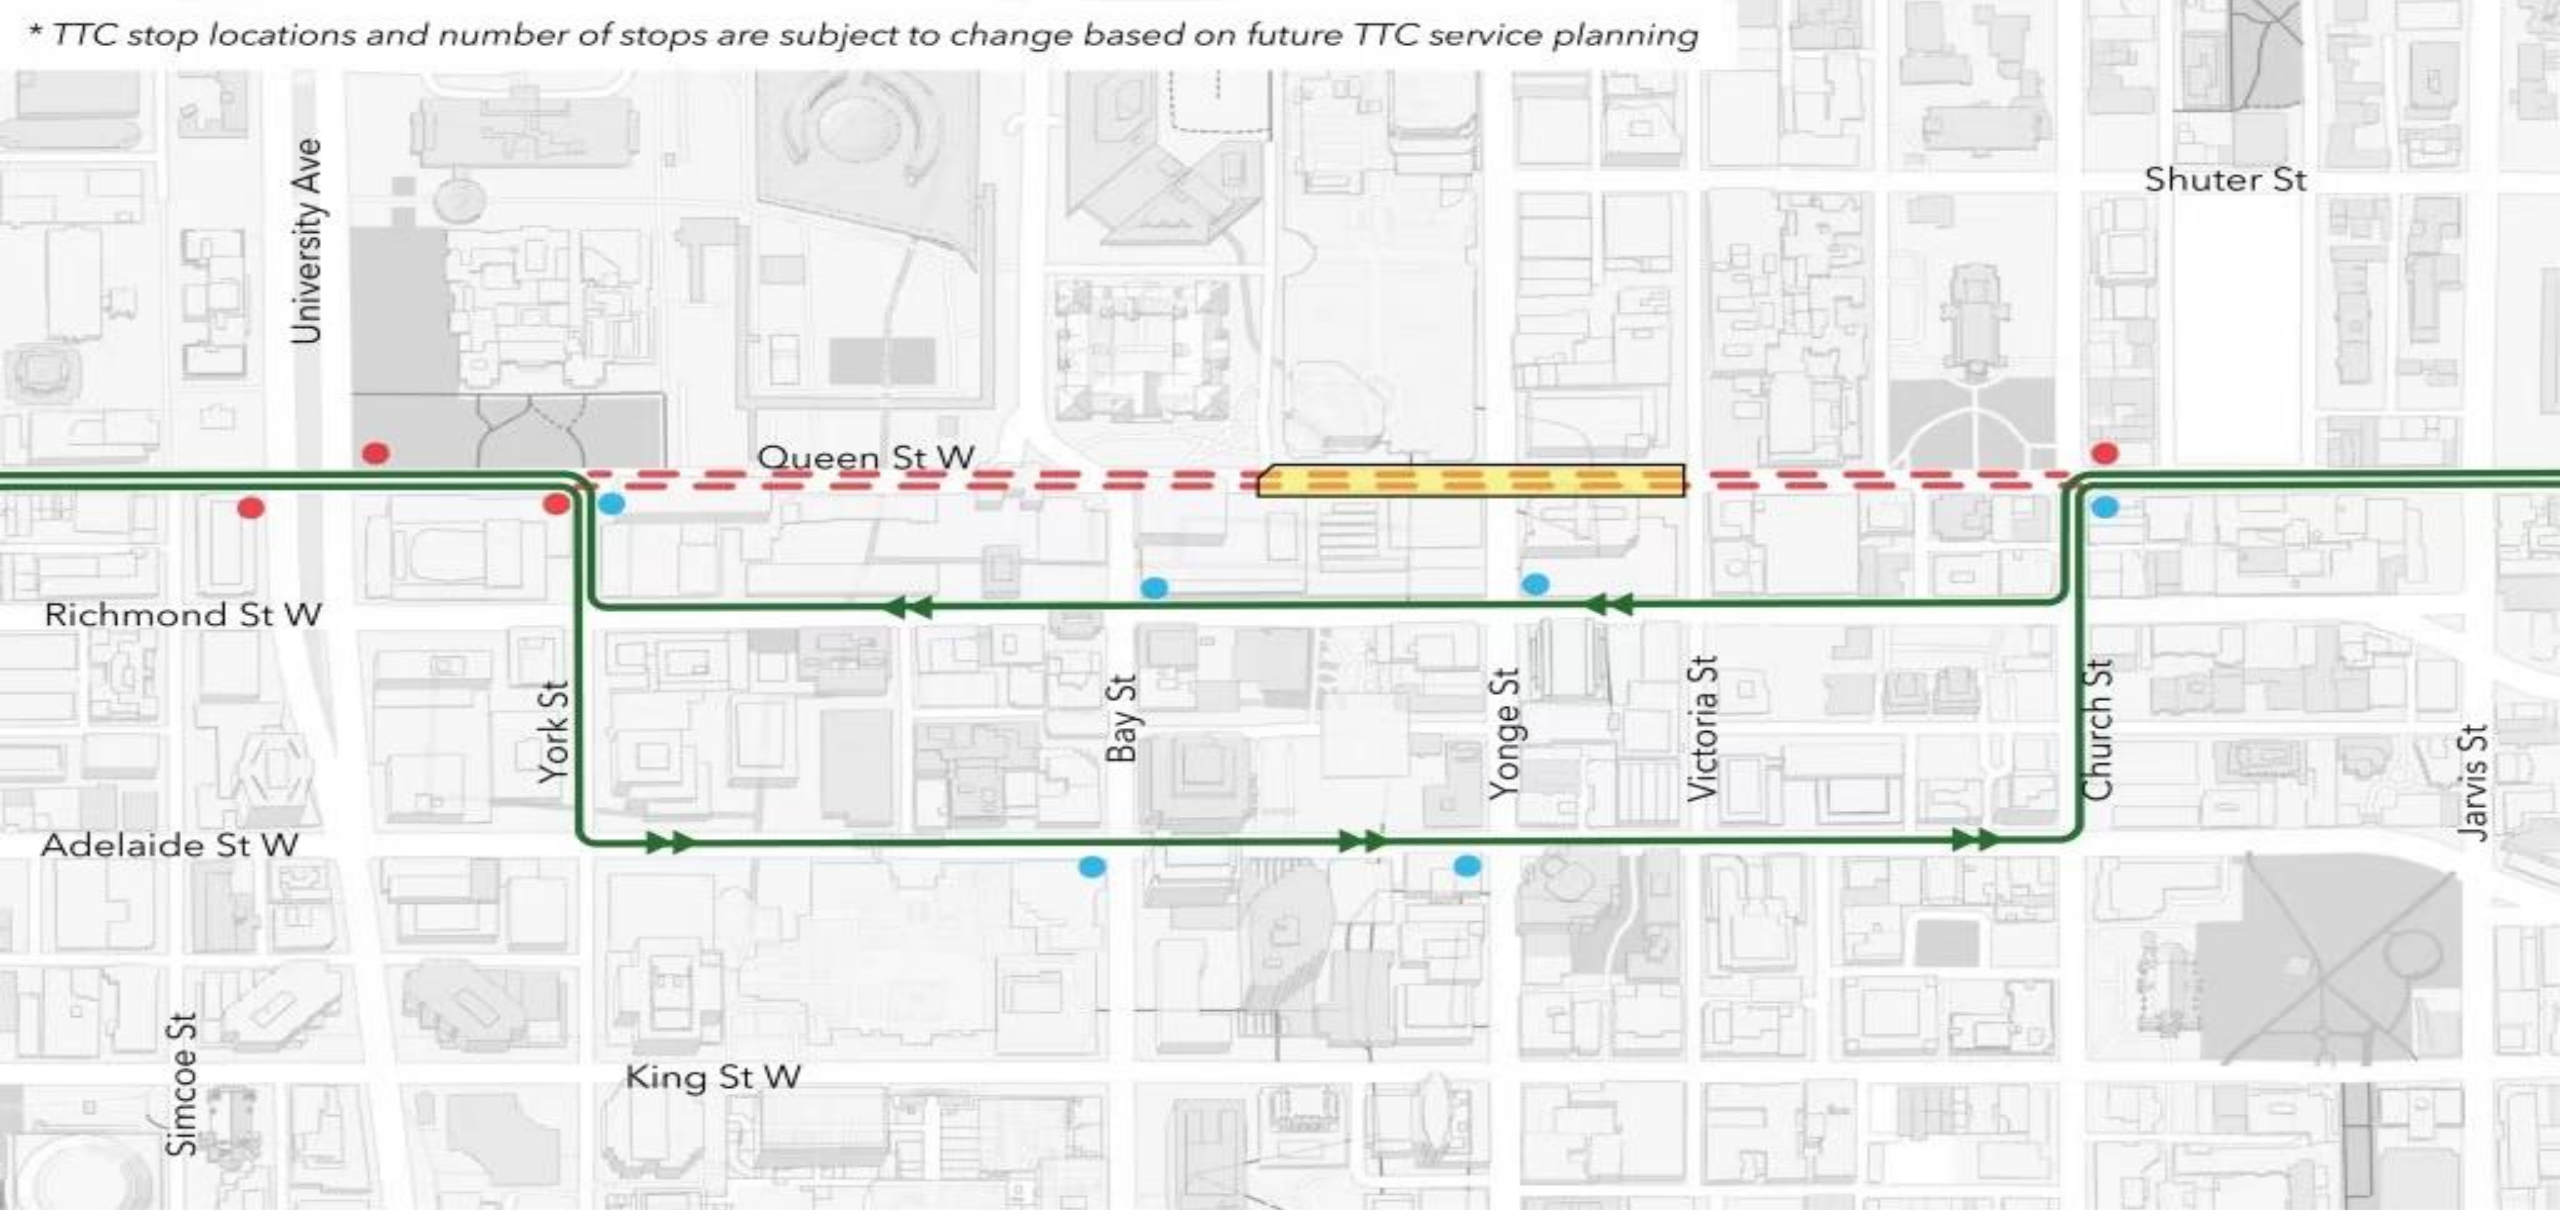 * TTC stop locations and number of stops are subject to change based on future TTC service planning
University Ave
Shuter St
Queen St W
Richmond St W
York St
Bay St
Yonge St
Victoria St
Church St
Jarvis St
Adelaide St W
Simcoe St
King St W